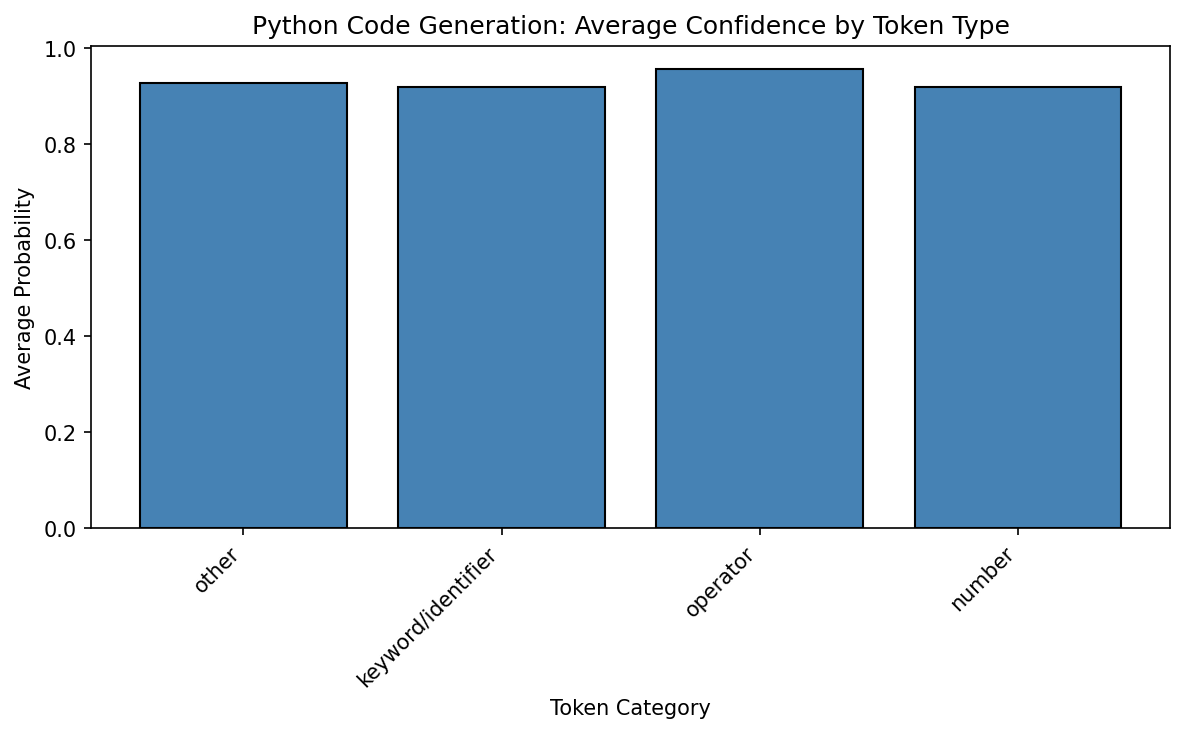 Python Code Generation: Average Confidence by Token Type
1.0
0.8
0.6
0.4
0.2
0.0
Average Probability
other
keyword/identifier
operator
number
Token Category